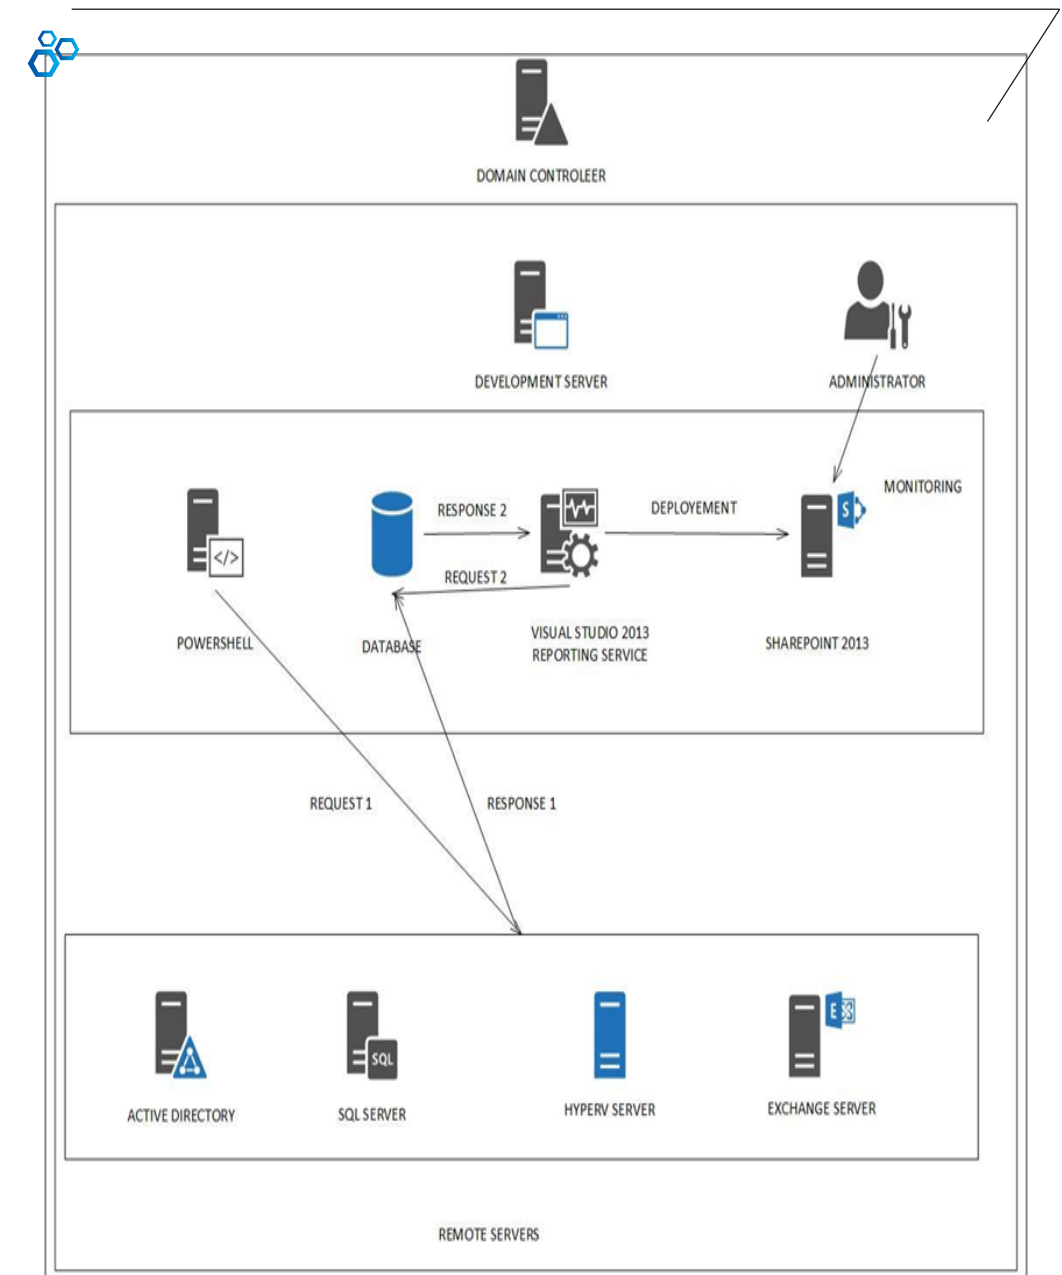 DOMAIN CONTROLEER
DEVELOPMENT SERVER
ADMINISTRATOR
MONITORING
RESPONSE 2
DEPLOYEMENT
S
</>
REQUEST 2
POWERSHELL
DATABASE
VISUAL STUDIO 2013
REPORTING SERVICE
SHAREPOINT 2013
REQUEST 1
RESPONSE 1
E
SQL
ACTIVE DIRECTORY
SQL SERVER
HYPERV SERVER
EXCHANGE SERVER
REMOTE SERVERS